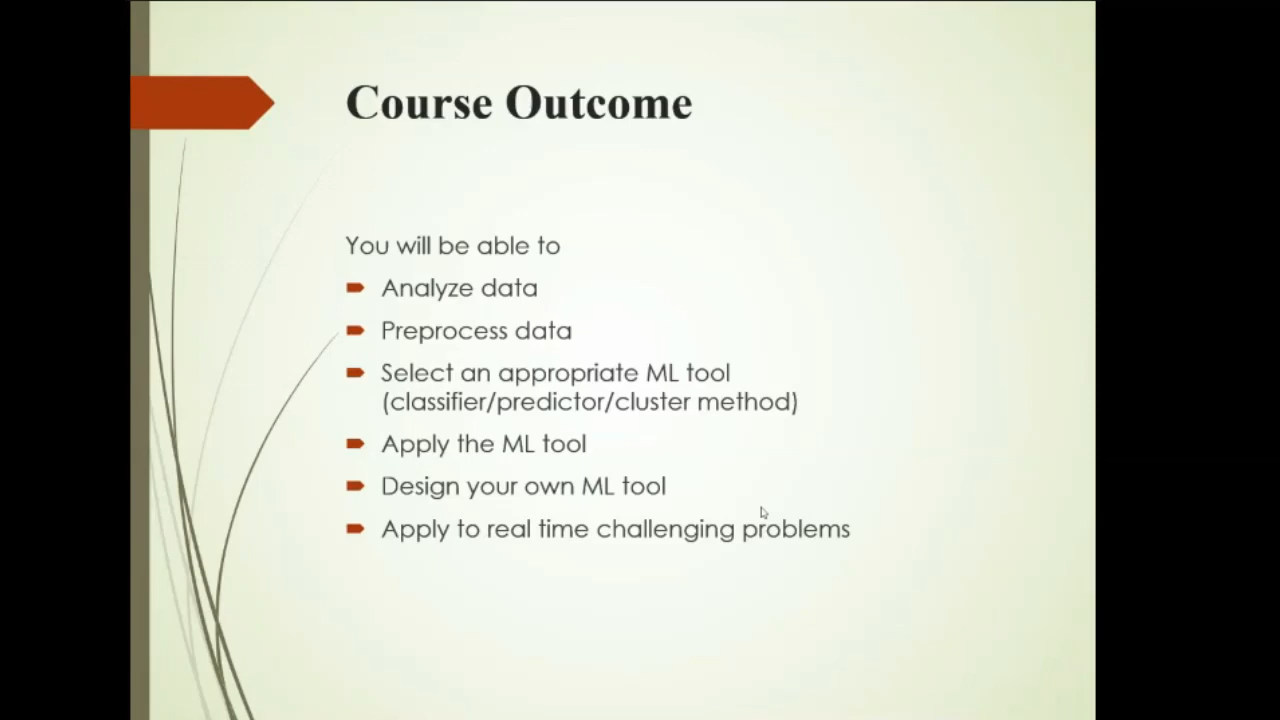 Course Outcome
You will be able to
Analyze data
Preprocess data
Select an appropriate ML tool
(classifier/predictor/cluster method)
Apply the ML tool
Design your own ML tool
Apply to real time challenging problems